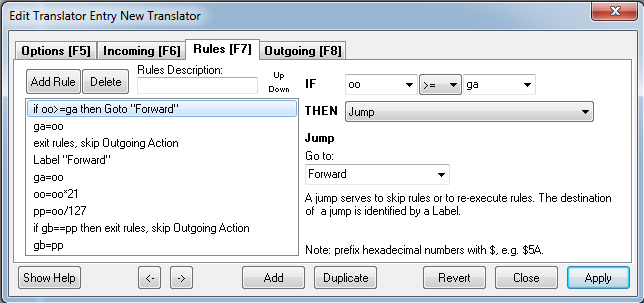 Edit Translator Entry New Translator
Options [F5] Incoming [F6] Rules [F7] Outgoing [F8]
Add Rule Delete Rules Description: Up Down
IF oo >= ga
if oo>=ga then Goto "Forward"
ga=oo
exit rules, skip Outgoing Action
Label "Forward"
ga=oo
oo=oo*21
pp=oo/127
if gb==pp then exit rules, skip Outgoing Action
gb=pp
THEN Jump
Jump
Go to:
Forward
A jump serves to skip rules or to re-execute rules. The destination
of a jump is identified by a Label.
Note: prefix hexadecimal numbers with $, e.g. $5A.
Show Help <- -> Add Duplicate Revert Close Apply